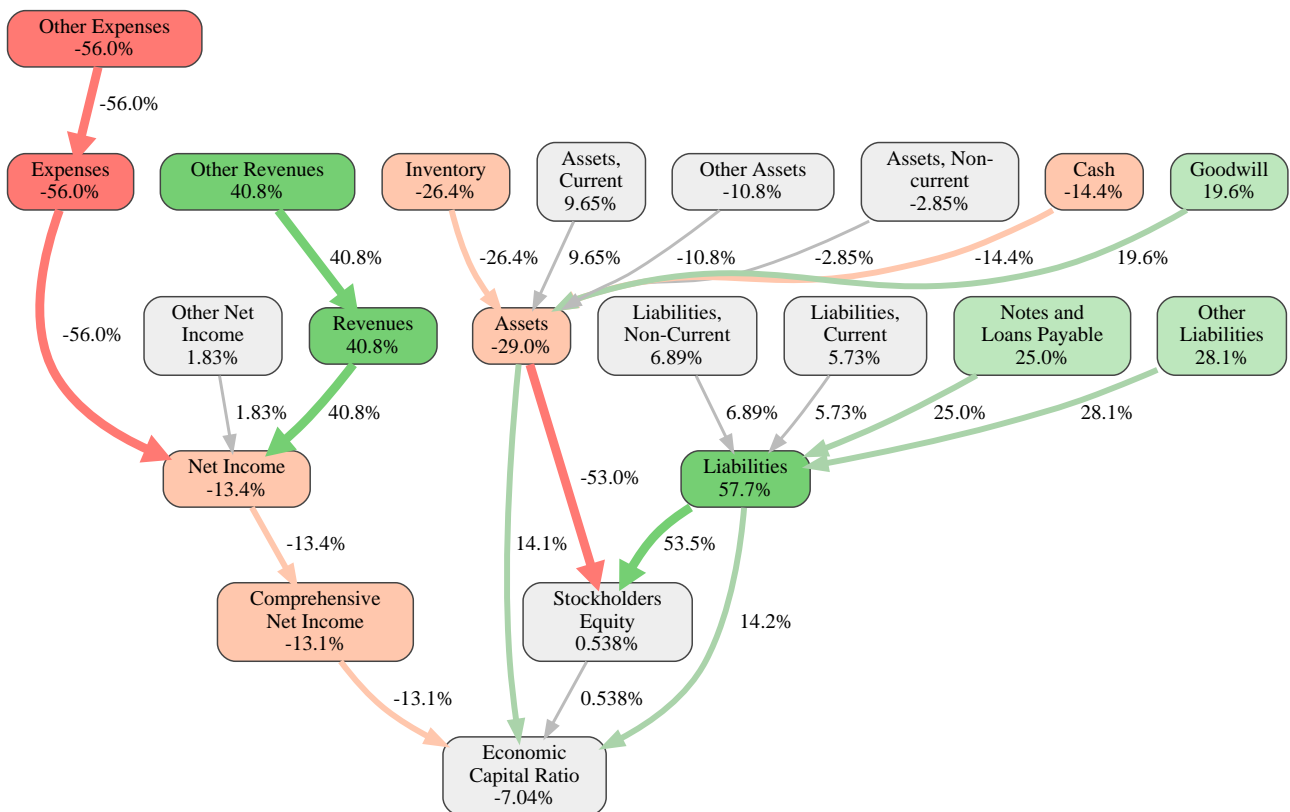 Other Expenses
-56.0%
-56.0%
Expenses
-56.0%
Other Revenues
40.8%
Inventory
-26.4%
Assets,
Current
9.65%
Other Assets
-10.8%
Assets, Non-
current
-2.85%
Cash
-14.4%
Goodwill
19.6%
40.8%
-26.4%
9.65%
-10.8%
-2.85%
-14.4%
19.6%
-56.0%
Other Net
Income
1.83%
Revenues
40.8%
Assets
-29.0%
Liabilities,
Non-Current
6.89%
Liabilities,
Current
5.73%
Notes and
Loans Payable
25.0%
Other
Liabilities
28.1%
1.83%
40.8%
6.89%
5.73%
25.0%
28.1%
Net Income
-13.4%
-53.0%
Liabilities
57.7%
-13.4%
14.1%
53.5%
Comprehensive
Net Income
-13.1%
Stockholders
Equity
0.538%
14.2%
-13.1%
0.538%
Economic
Capital Ratio
-7.04%